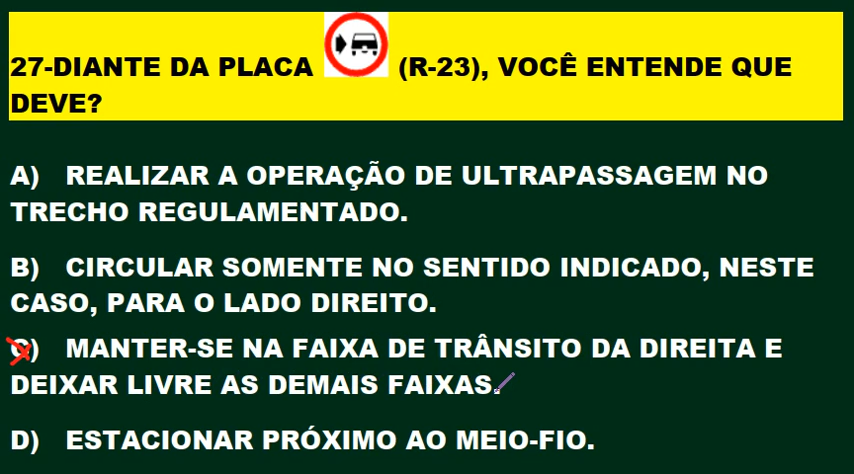 27-DIANTE DA PLACA (R-23), VOCÊ ENTENDE QUE
DEVE?
A) REALIZAR A OPERAÇÃO DE ULTRAPASSAGEM NO
TRECHO REGULAMENTADO.
B) CIRCULAR SOMENTE NO SENTIDO INDICADO, NESTE
CASO, PARA O LADO DIREITO.
C) MANTER-SE NA FAIXA DE TRÂNSITO DA DIREITA E
DEIXAR LIVRE AS DEMAIS FAIXAS.
D) ESTACIONAR PRÓXIMO AO MEIO-FIO.